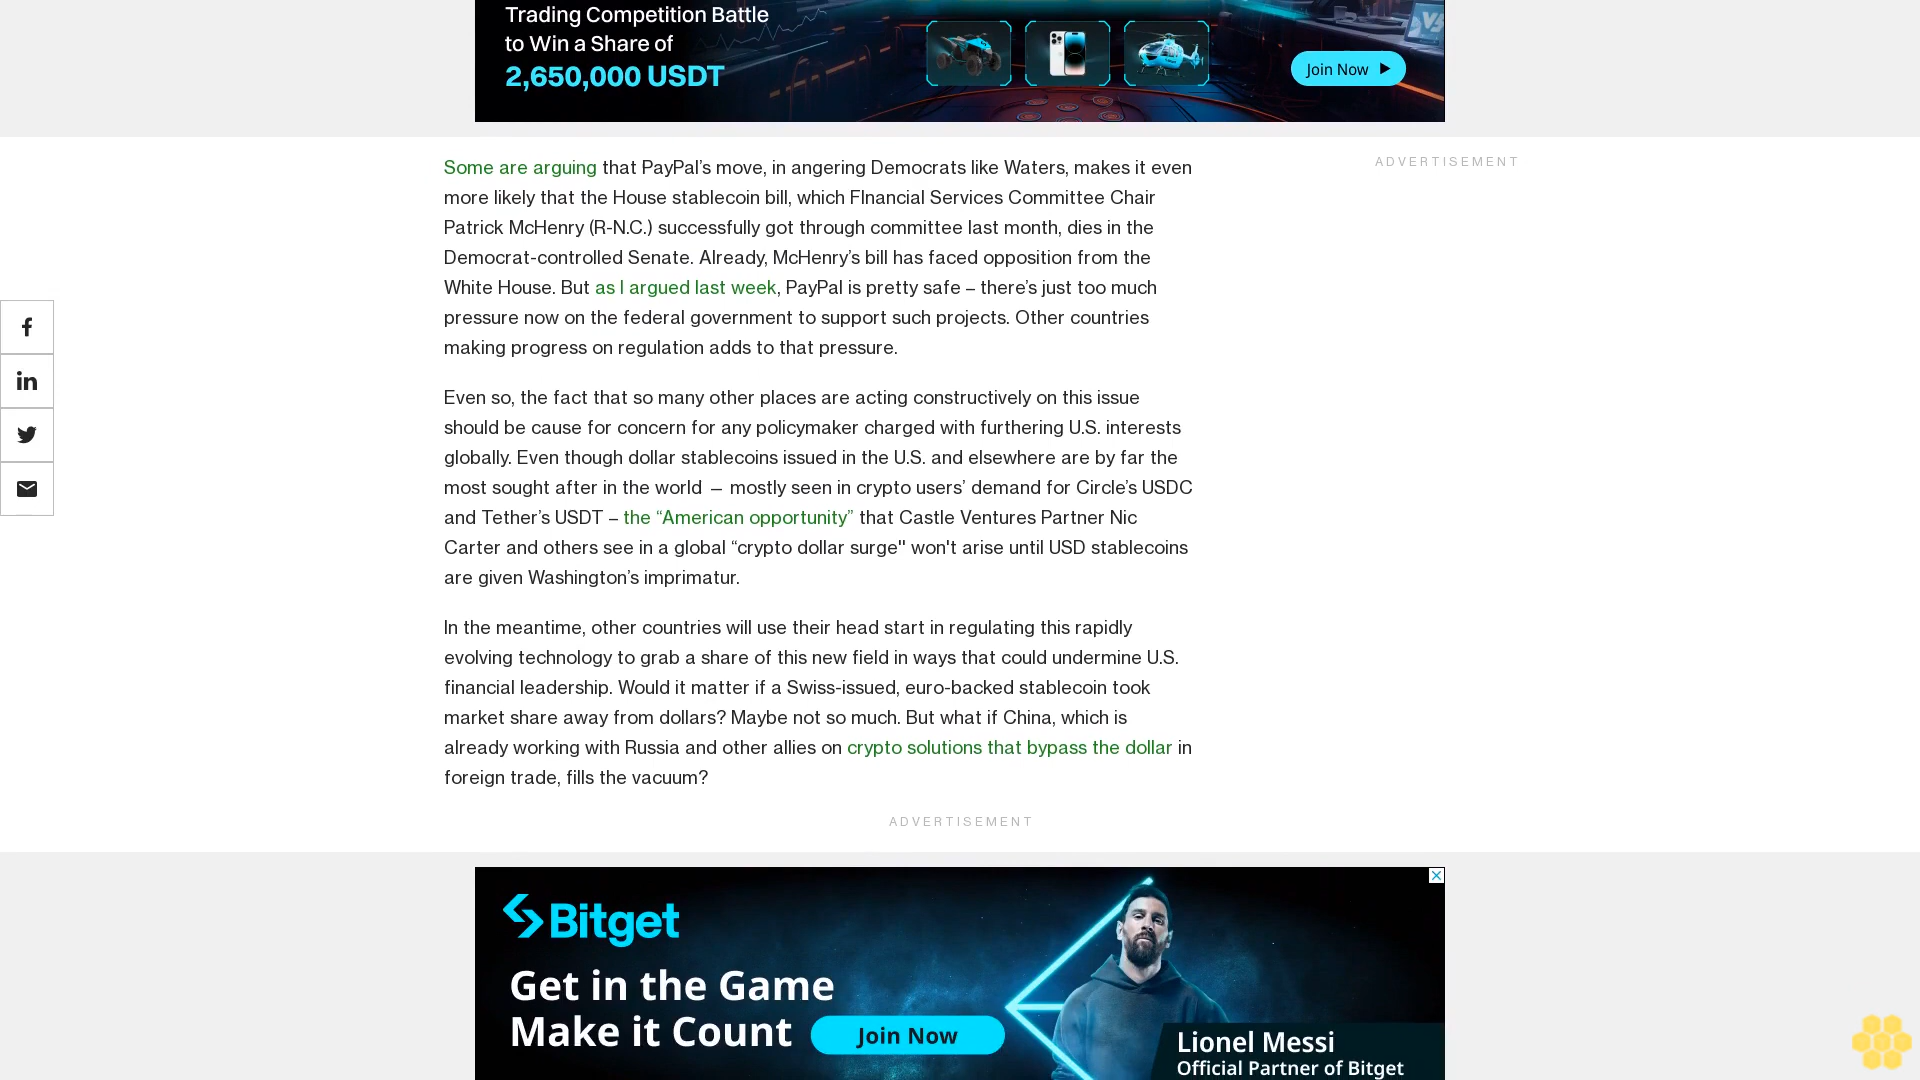 Trading Competition Battle
to Win a Share of
2,650,000 USDT
Join Now
VS
Some are arguing that PayPal’s move, in angering Democrats like Waters, makes it even
more likely that the House stablecoin bill, which FInancial Services Committee Chair
Patrick McHenry (R-N.C.) successfully got through committee last month, dies in the
Democrat-controlled Senate. Already, McHenry’s bill has faced opposition from the
White House. But as I argued last week, PayPal is pretty safe – there’s just too much
pressure now on the federal government to support such projects. Other countries
making progress on regulation adds to that pressure.
ADVERTISEMENT
Even so, the fact that so many other places are acting constructively on this issue
should be cause for concern for any policymaker charged with furthering U.S. interests
globally. Even though dollar stablecoins issued in the U.S. and elsewhere are by far the
most sought after in the world — mostly seen in crypto users’ demand for Circle’s USDC
and Tether’s USDT – the “American opportunity” that Castle Ventures Partner Nic
Carter and others see in a global “crypto dollar surge" won't arise until USD stablecoins
are given Washington’s imprimatur.
In the meantime, other countries will use their head start in regulating this rapidly
evolving technology to grab a share of this new field in ways that could undermine U.S.
financial leadership. Would it matter if a Swiss-issued, euro-backed stablecoin took
market share away from dollars? Maybe not so much. But what if China, which is
already working with Russia and other allies on crypto solutions that bypass the dollar in
foreign trade, fills the vacuum?
ADVERTISEMENT
Bitget
Get in the Game
Make it Count
Join Now
Lionel Messi
Official Partner of Bitget